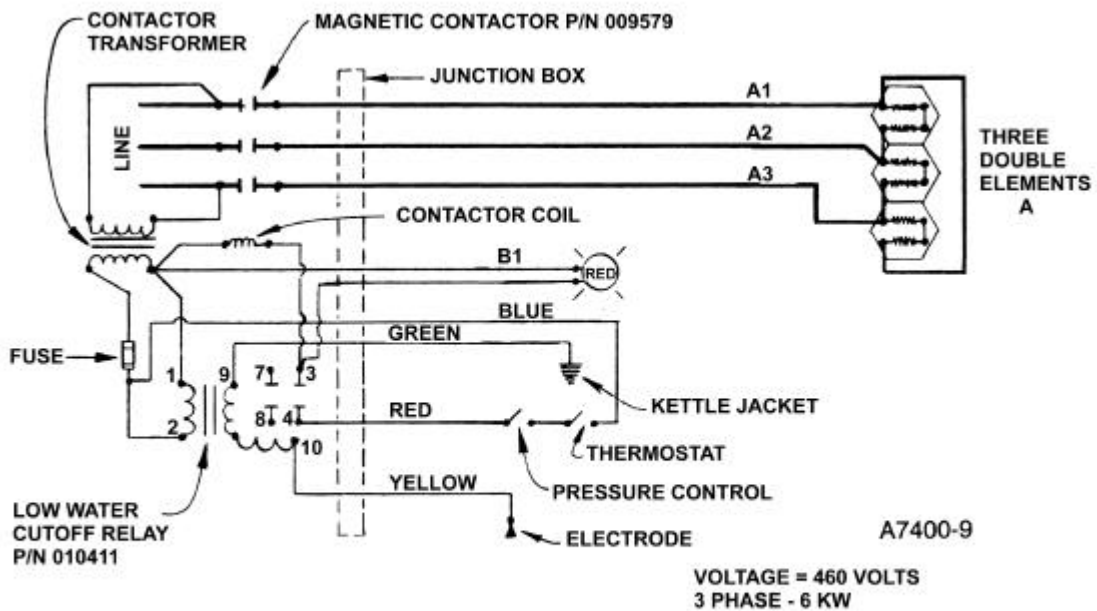 CONTACTOR
TRANSFORMER
MAGNETIC CONTACTOR P/N 009579
JUNCTION BOX
LINE
A1
A2
A3
THREE
DOUBLE
ELEMENTS
A
CONTACTOR COIL
B1
RED
BLUE
GREEN
FUSE
1
9
7
3
KETTLE JACKET
2
8
4
RED
10
THERMOSTAT
YELLOW
PRESSURE CONTROL
LOW WATER
CUTOFF RELAY
P/N 010411
ELECTRODE
A7400-9
VOLTAGE = 460 VOLTS
3 PHASE - 6 KW